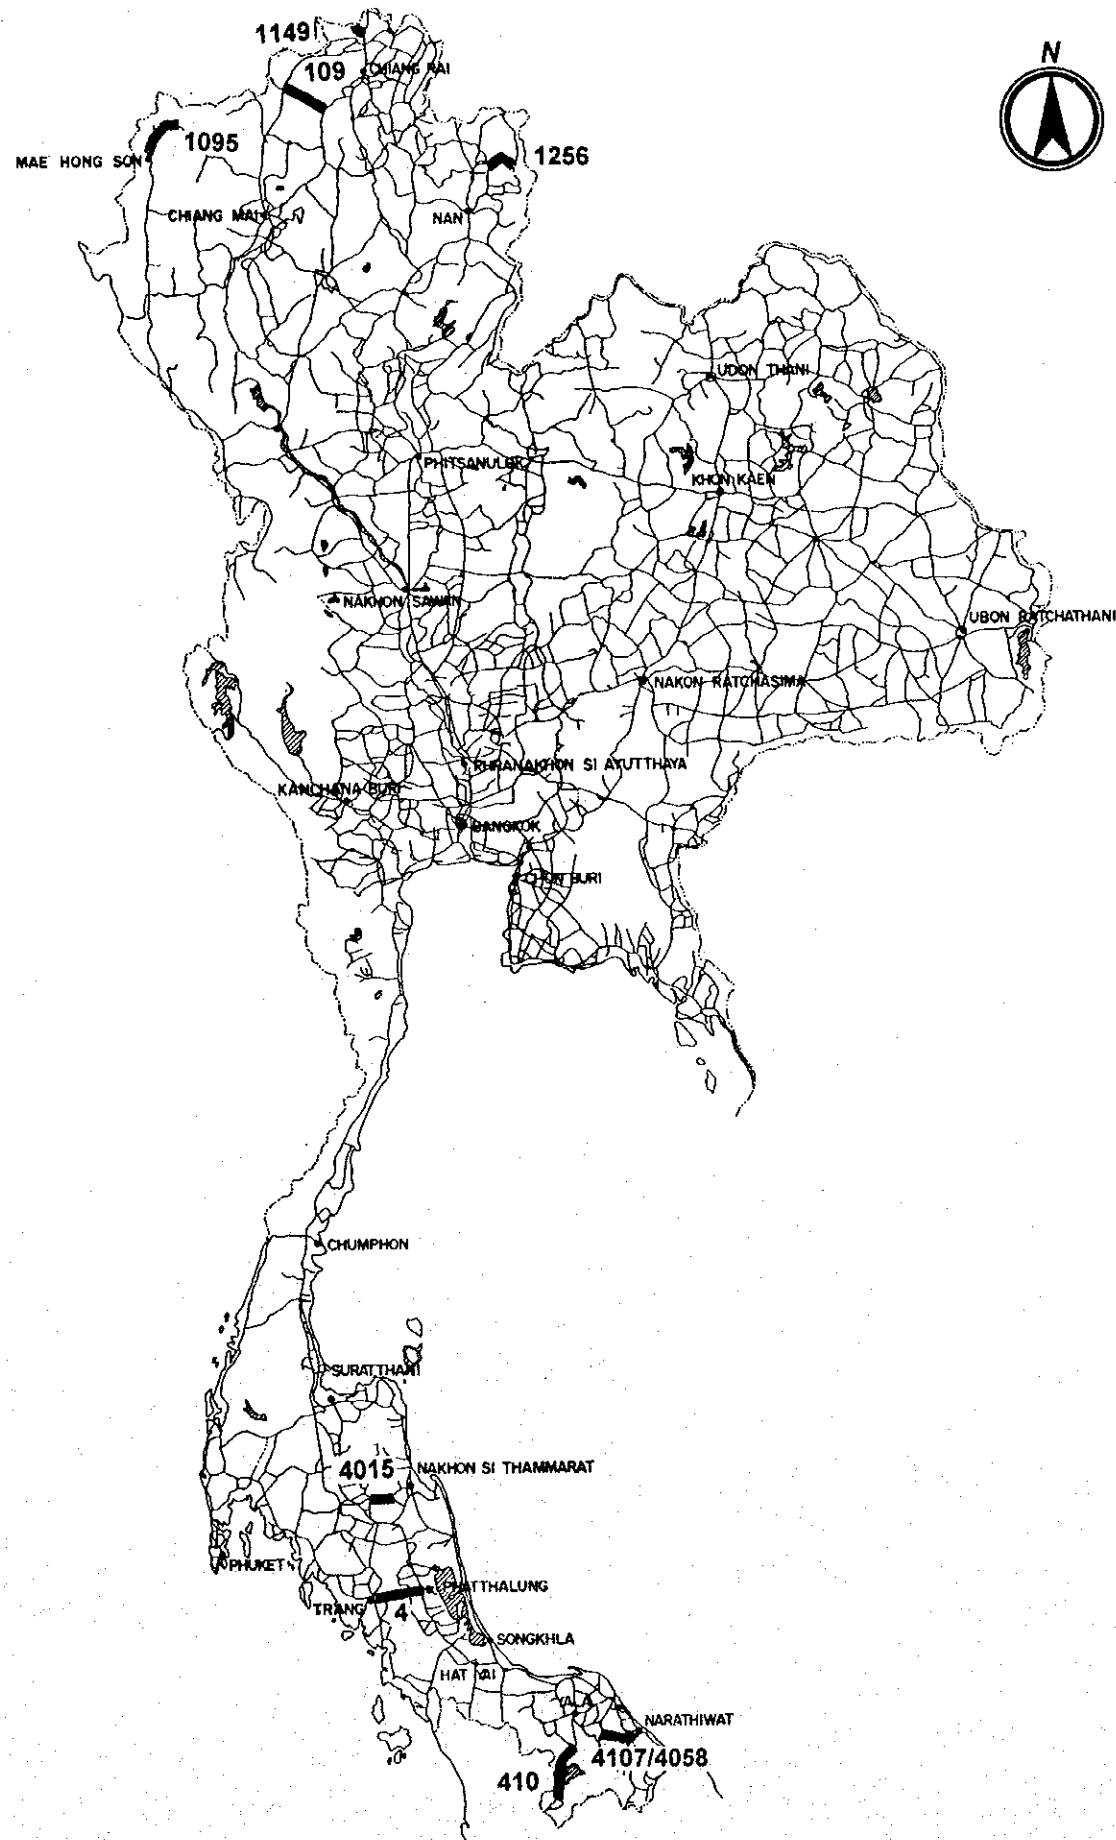 1149
N
109
CHIANG RAI
1095
MAE HONG SON
1256
CHIANG MAI
NAN
UDON THANI
PHITSANULOK
KHON KAEN
NAKHON SAWAN
UBON RATCHATHANI
NAKON RATCHASIMA
PHRANAKHON SI AYUTTHAYA
KANCHANA BURI
BANGKOK
CHON BURI
CHUMPHON
SURATTHANI
4015
NAKHON SI THAMMARAT
PHUKET
PHATTHALUNG
TRANG
4
SONGKHLA
HAT YAI
YALA
NARATHIWAT
4107/4058
410